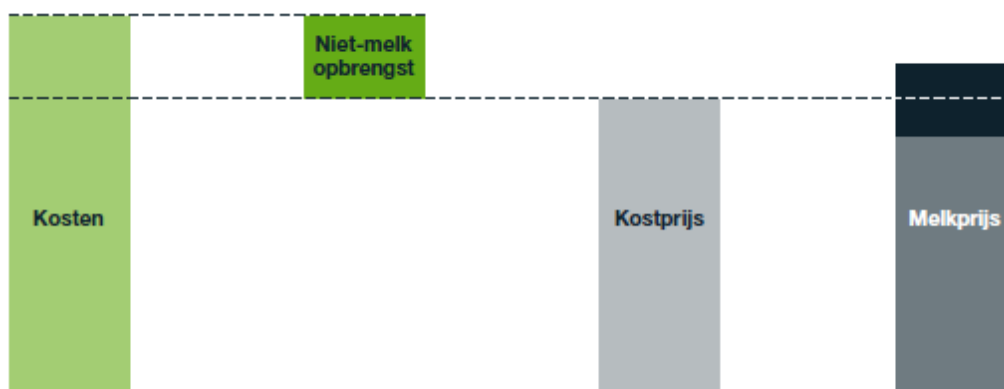 Niet-melk
opbrengst
Kosten
Kostprijs
Melkprijs